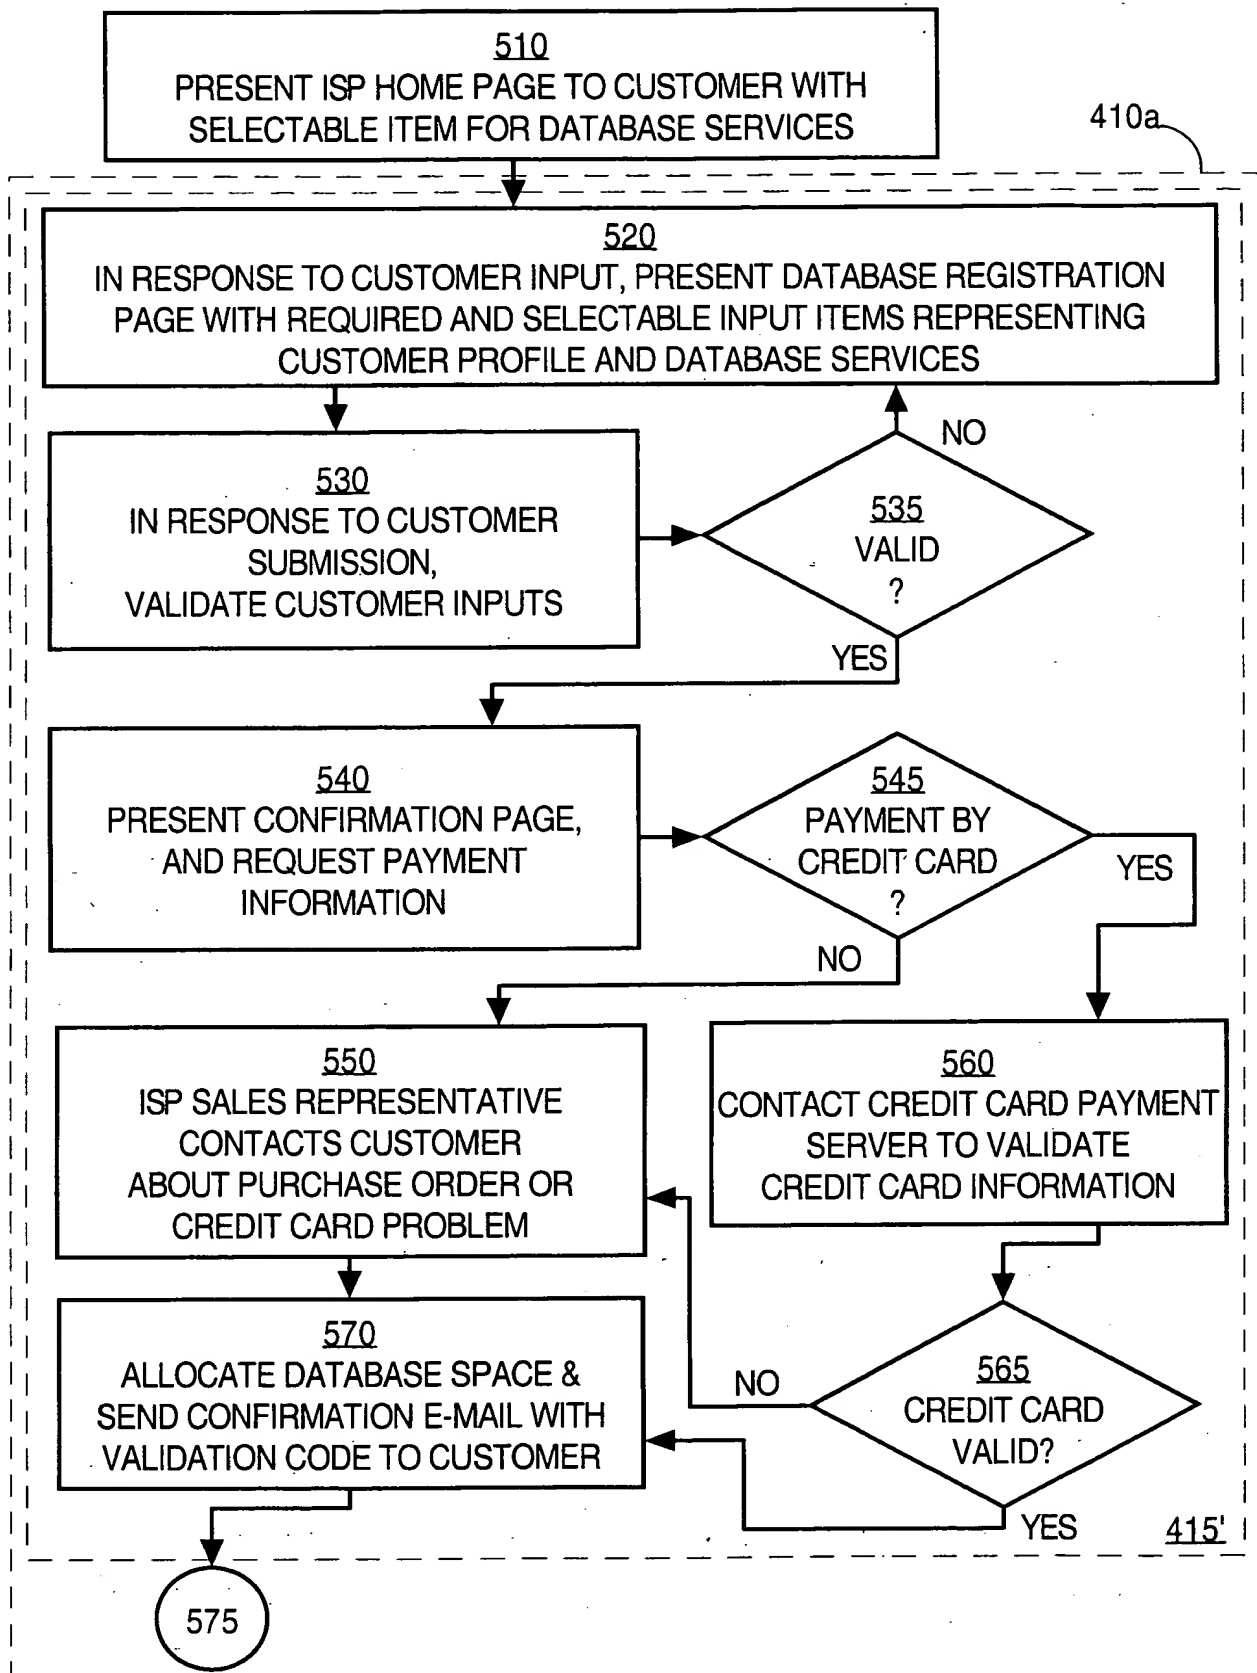 510
PRESENT ISP HOME PAGE TO CUSTOMER WITH
SELECTABLE ITEM FOR DATABASE SERVICES
410a
520
IN RESPONSE TO CUSTOMER INPUT, PRESENT DATABASE REGISTRATION
PAGE WITH REQUIRED AND SELECTABLE INPUT ITEMS REPRESENTING
CUSTOMER PROFILE AND DATABASE SERVICES
530
IN RESPONSE TO CUSTOMER
SUBMISSION,
VALIDATE CUSTOMER INPUTS
NO
535
VALID
?
YES
540
PRESENT CONFIRMATION PAGE,
AND REQUEST PAYMENT
INFORMATION
545
PAYMENT BY
CREDIT CARD
?
YES
NO
550
ISP SALES REPRESENTATIVE
CONTACTS CUSTOMER
ABOUT PURCHASE ORDER OR
CREDIT CARD PROBLEM
560
CONTACT CREDIT CARD PAYMENT
SERVER TO VALIDATE
CREDIT CARD INFORMATION
570
ALLOCATE DATABASE SPACE &
SEND CONFIRMATION E-MAIL WITH
VALIDATION CODE TO CUSTOMER
NO
565
CREDIT CARD
VALID?
YES
415'
575